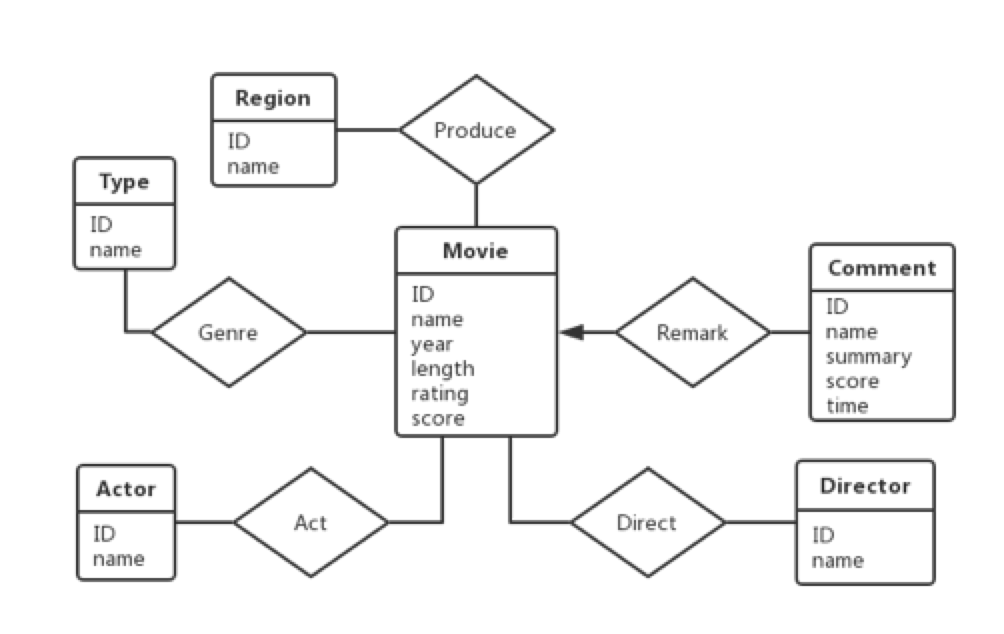 Region
ID
name
Produce
Type
ID
name
Movie
ID
name
year
length
rating
score
Genre
Remark
Comment
ID
name
summary
score
time
Actor
ID
name
Act
Direct
Director
ID
name